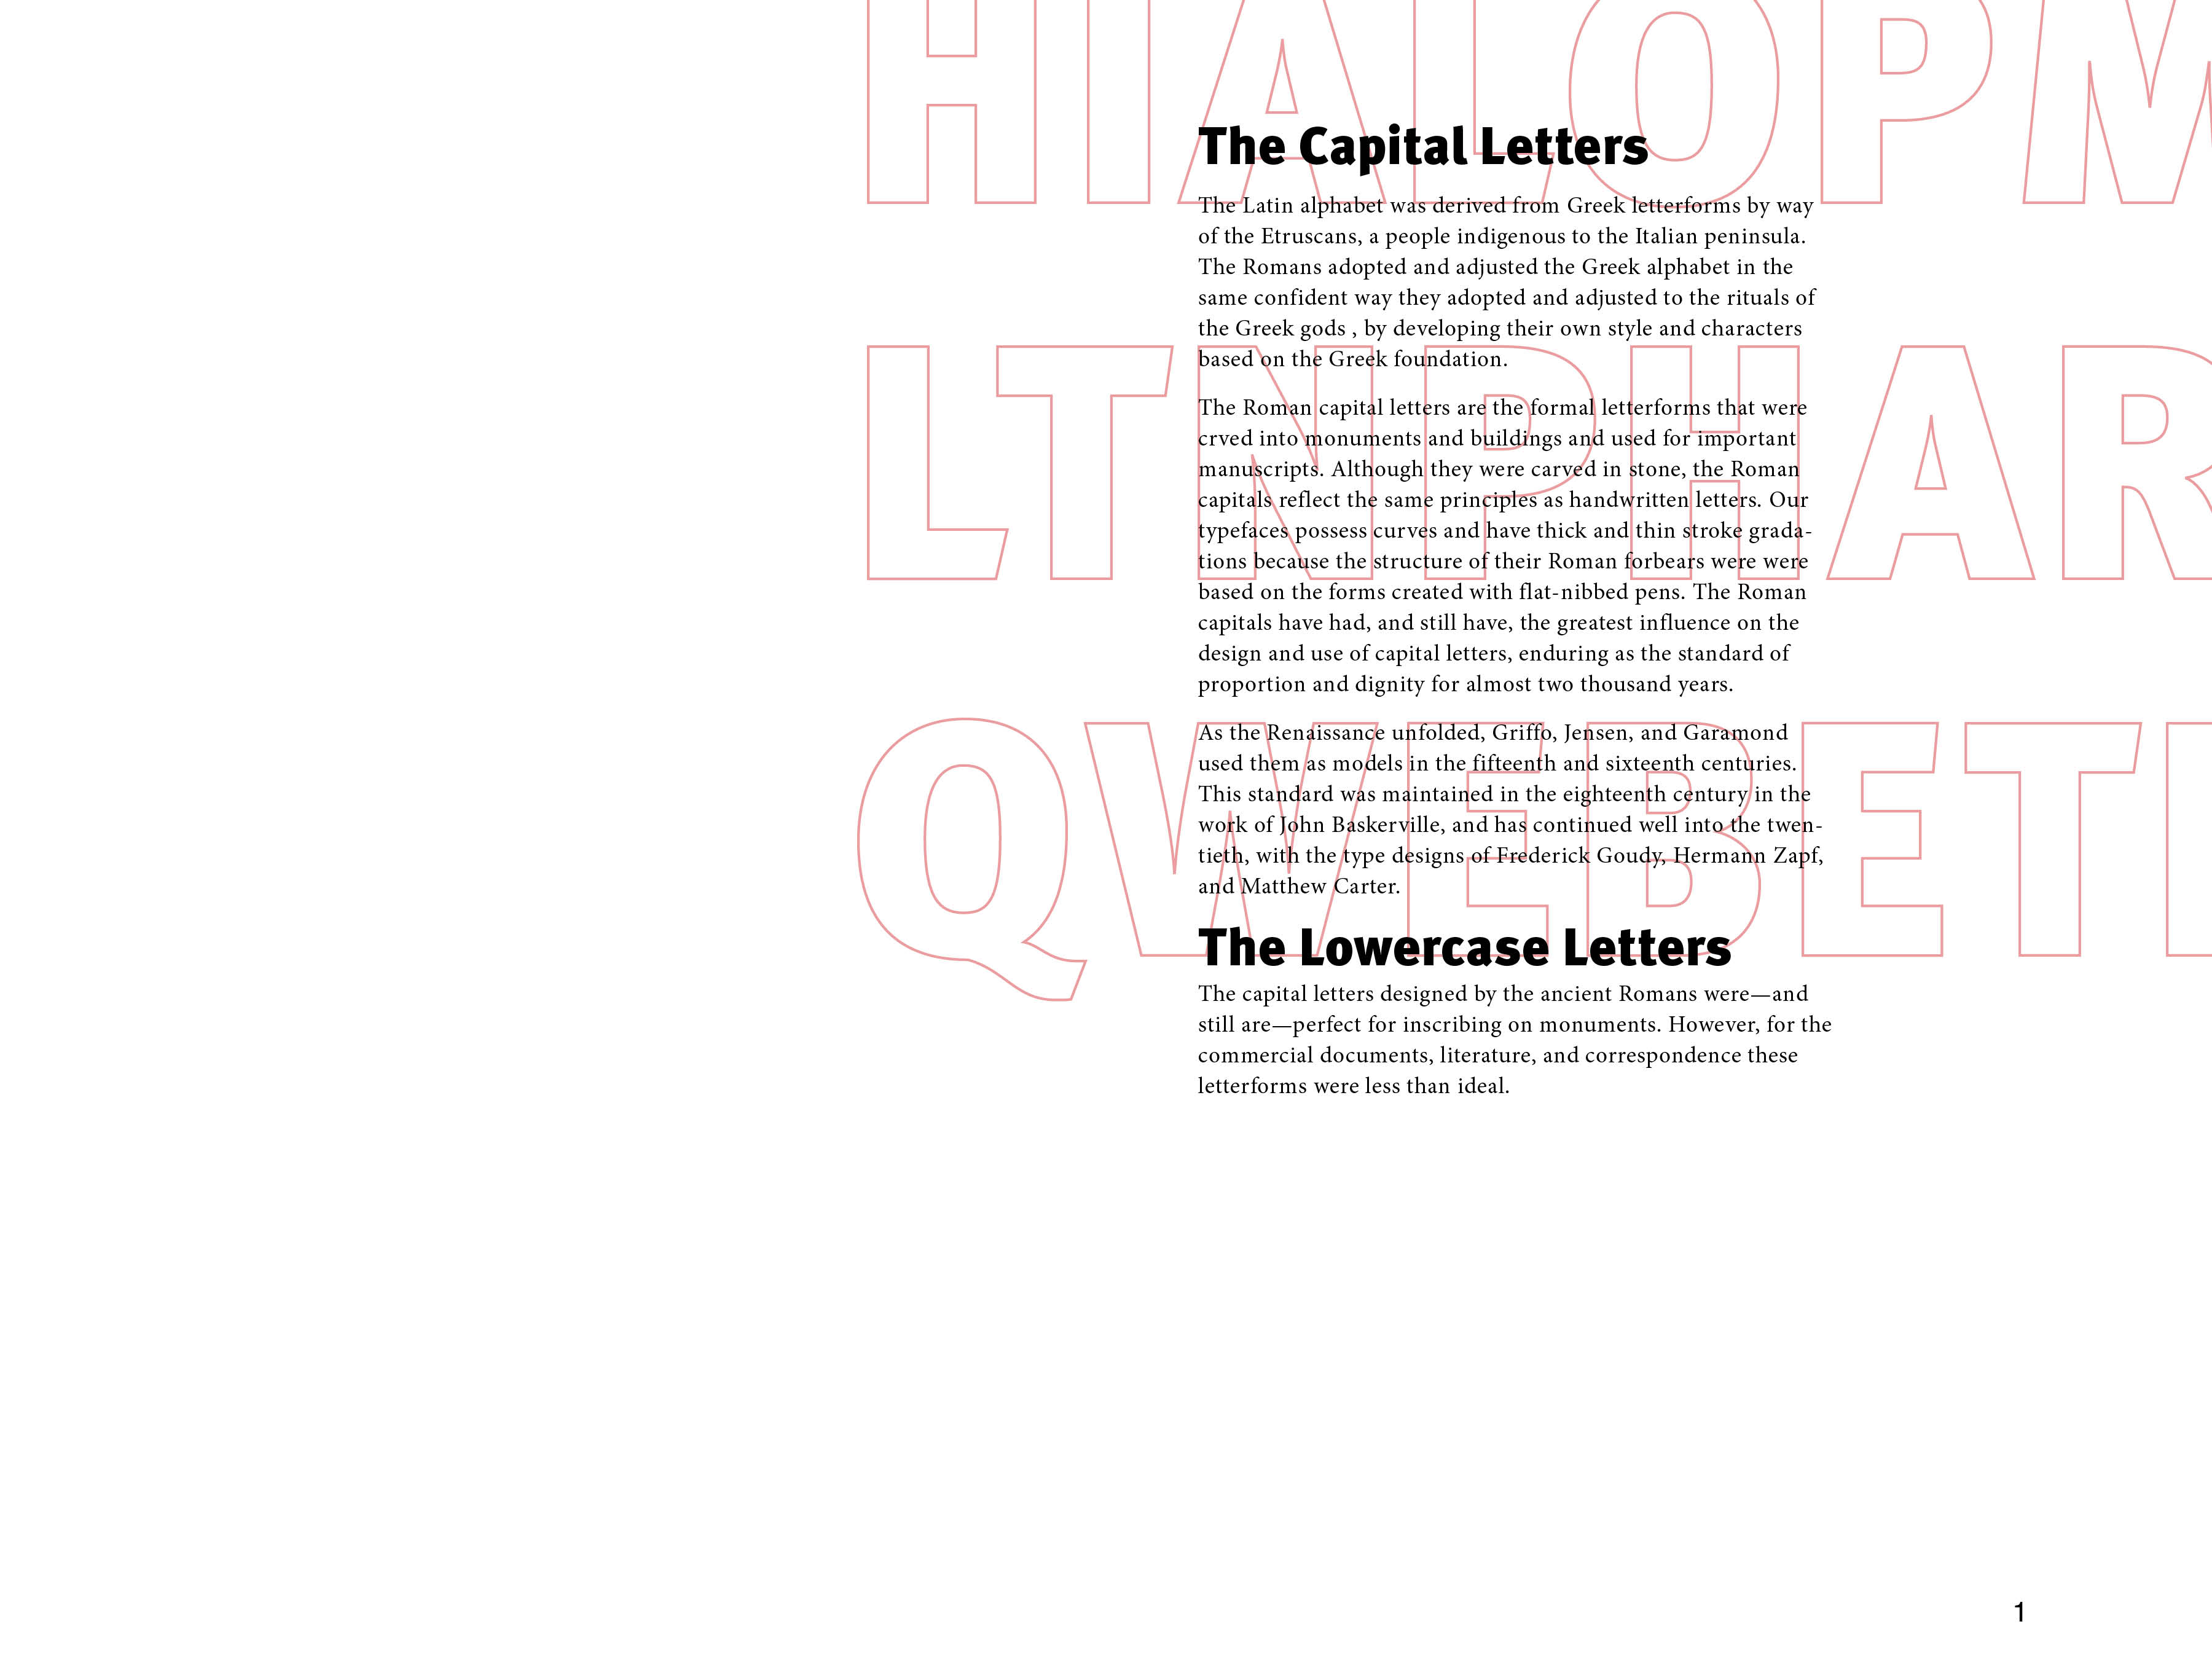 HIALOPM
The Capital Letters
The Latin alphabet was derived from Greek letterforms by way
of the Etruscans, a people indigenous to the Italian peninsula.
The Romans adopted and adjusted the Greek alphabet in the
same confident way they adopted and adjusted to the rituals of
the Greek gods , by developing their own style and characters
based on the Greek foundation.
LTNPHAR
The Roman capital letters are the formal letterforms that were
crved into monuments and buildings and used for important
manuscripts. Although they were carved in stone, the Roman
capitals reflect the same principles as handwritten letters. Our
typefaces possess curves and have thick and thin stroke grada-
tions because the structure of their Roman forbears were were
based on the forms created with flat-nibbed pens. The Roman
capitals have had, and still have, the greatest influence on the
design and use of capital letters, enduring as the standard of
proportion and dignity for almost two thousand years.
QWEBET
As the Renaissance unfolded, Griffo, Jensen, and Garamond
used them as models in the fifteenth and sixteenth centuries.
This standard was maintained in the eighteenth century in the
work of John Baskerville, and has continued well into the twen-
tieth, with the type designs of Frederick Goudy, Hermann Zapf,
and Matthew Carter.
The Lowercase Letters
The capital letters designed by the ancient Romans were—and
still are—perfect for inscribing on monuments. However, for the
commercial documents, literature, and correspondence these
letterforms were less than ideal.
1